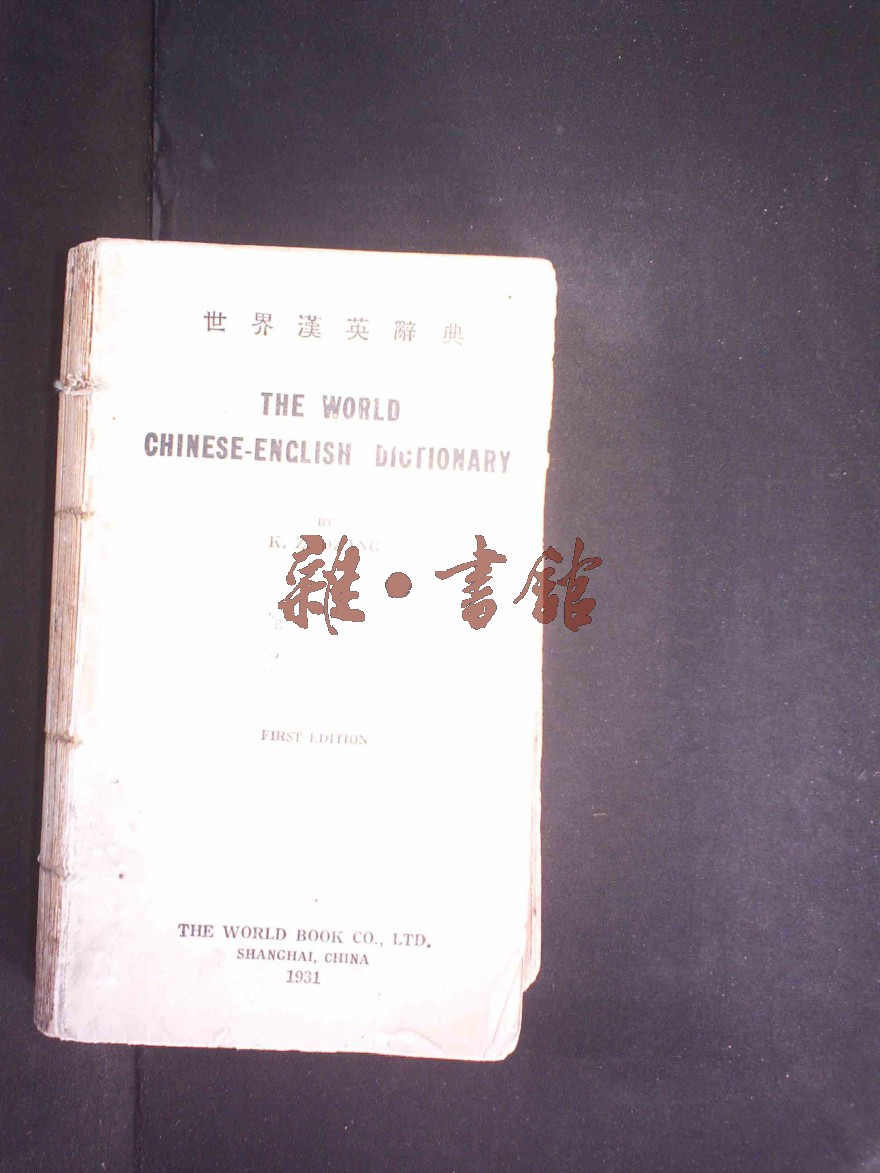 世界漢英辭典
THE WORLD
CHINESE-ENGLISH DICTIONARY
BY
K.
雜·書館
FIRST EDITION
THE WORLD BOOK CO., LTD.
SHANGHAI, CHINA
1931